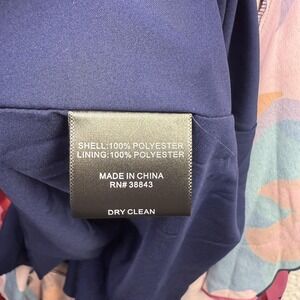 SHELL:100% POLYESTER
LINING:100% POLYESTER
MADE IN CHINA
RN# 38843
DRY CLEAN